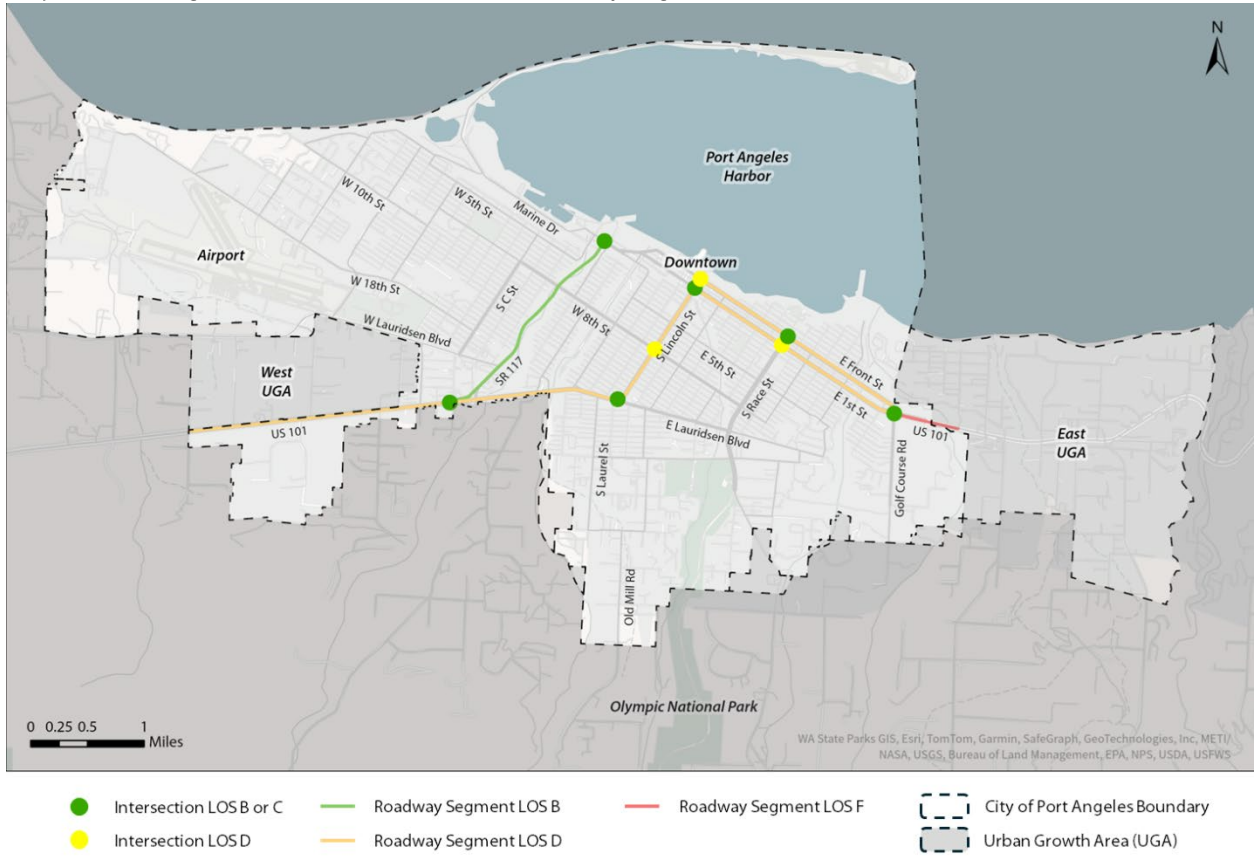 N
Port Angeles
Harbor
W 10th St
W 5th St
Marine Dr
Airport
Downtown
W 18th St
S C St
W 8th St
S Lincoln St
W Lauridsen Blvd
SR 117
E 5th St
S Race St
E Front St
E 1st St
West
UGA
US 101
E Lauridsen Blvd
US 101
East
UGA
S Laurel St
Golf Course Rd
Old Mill Rd
Olympic National Park
0 0.25 0.5 1
Miles
WA State Parks GIS, Esri, TomTom, Garmin, SafeGraph, GeoTechnologies, Inc, METI/
NASA, USGS, Bureau of Land Management, EPA, NPS, USDA, USFWS
Intersection LOS B or C
Roadway Segment LOS B
Roadway Segment LOS F
City of Port Angeles Boundary
Intersection LOS D
Roadway Segment LOS D
Urban Growth Area (UGA)